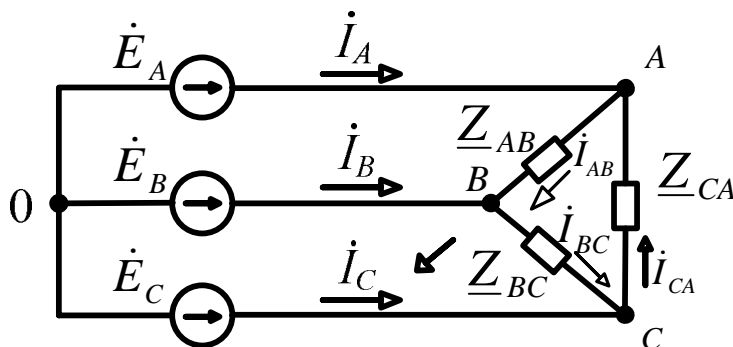 İ_A
Ė_A
A
Z_AB
İ_AB
İ_B
Ė_B
B
Z_CA
0
İ_BC
İ_C
Z_BC
İ_CA
Ė_C
C